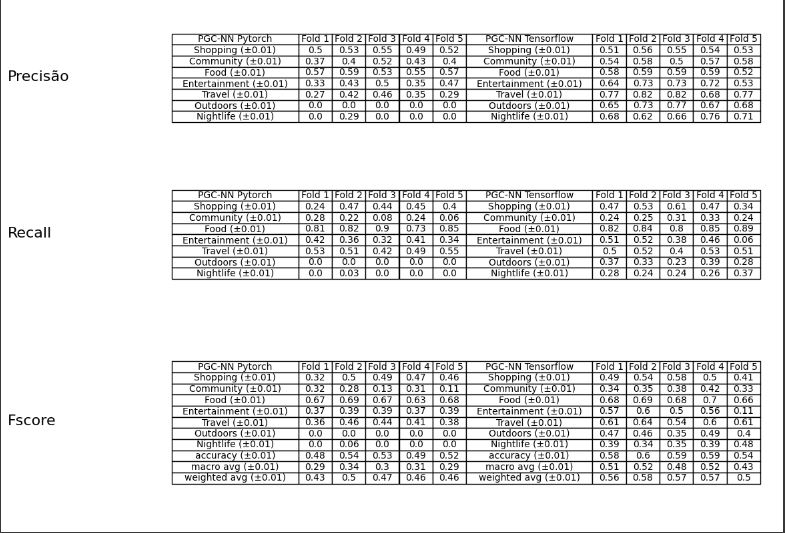 Precisão
PGC-NN Pytorch Fold 1 Fold 2 Fold 3 Fold 4 Fold 5 PGC-NN Tensorflow Fold 1 Fold 2 Fold 3 Fold 4 Fold 5
Shopping (±0.01) 0.5 0.53 0.55 0.49 0.52 Shopping (±0.01) 0.51 0.56 0.55 0.54 0.53
Community (±0.01) 0.37 0.4 0.52 0.43 0.4 Community (±0.01) 0.54 0.58 0.5 0.57 0.58
Food (±0.01) 0.57 0.59 0.53 0.55 0.57 Food (±0.01) 0.58 0.59 0.59 0.59 0.52
Entertainment (±0.01) 0.33 0.43 0.5 0.35 0.47 Entertainment (±0.01) 0.64 0.73 0.73 0.72 0.53
Travel (±0.01) 0.27 0.42 0.46 0.35 0.29 Travel (±0.01) 0.77 0.82 0.82 0.68 0.77
Outdoors (±0.01) 0.0 0.0 0.0 0.0 0.0 Outdoors (±0.01) 0.65 0.73 0.77 0.67 0.68
Nightlife (±0.01) 0.0 0.29 0.0 0.0 0.0 Nightlife (±0.01) 0.68 0.62 0.66 0.76 0.71
Recall
PGC-NN Pytorch Fold 1 Fold 2 Fold 3 Fold 4 Fold 5 PGC-NN Tensorflow Fold 1 Fold 2 Fold 3 Fold 4 Fold 5
Shopping (±0.01) 0.24 0.47 0.44 0.45 0.4 Shopping (±0.01) 0.47 0.53 0.61 0.47 0.34
Community (±0.01) 0.28 0.22 0.08 0.24 0.06 Community (±0.01) 0.24 0.25 0.31 0.33 0.24
Food (±0.01) 0.81 0.82 0.9 0.73 0.85 Food (±0.01) 0.82 0.84 0.8 0.85 0.89
Entertainment (±0.01) 0.42 0.36 0.32 0.41 0.34 Entertainment (±0.01) 0.51 0.52 0.38 0.46 0.06
Travel (±0.01) 0.53 0.51 0.42 0.49 0.55 Travel (±0.01) 0.5 0.52 0.4 0.53 0.51
Outdoors (±0.01) 0.0 0.0 0.0 0.0 0.0 Outdoors (±0.01) 0.37 0.33 0.23 0.39 0.28
Nightlife (±0.01) 0.0 0.03 0.0 0.0 0.0 Nightlife (±0.01) 0.28 0.24 0.24 0.26 0.37
Fscore
PGC-NN Pytorch Fold 1 Fold 2 Fold 3 Fold 4 Fold 5 PGC-NN Tensorflow Fold 1 Fold 2 Fold 3 Fold 4 Fold 5
Shopping (±0.01) 0.32 0.5 0.49 0.47 0.46 Shopping (±0.01) 0.49 0.54 0.58 0.5 0.41
Community (±0.01) 0.32 0.28 0.13 0.31 0.11 Community (±0.01) 0.34 0.35 0.38 0.42 0.33
Food (±0.01) 0.67 0.69 0.67 0.63 0.68 Food (±0.01) 0.68 0.69 0.68 0.7 0.66
Entertainment (±0.01) 0.37 0.39 0.39 0.37 0.39 Entertainment (±0.01) 0.57 0.6 0.5 0.56 0.11
Travel (±0.01) 0.36 0.46 0.44 0.41 0.38 Travel (±0.01) 0.61 0.64 0.54 0.6 0.61
Outdoors (±0.01) 0.0 0.0 0.0 0.0 0.0 Outdoors (±0.01) 0.47 0.46 0.35 0.49 0.4
Nightlife (±0.01) 0.0 0.06 0.0 0.0 0.0 Nightlife (±0.01) 0.39 0.34 0.35 0.39 0.48
accuracy (±0.01) 0.48 0.54 0.53 0.49 0.52 accuracy (±0.01) 0.58 0.6 0.59 0.59 0.54
macro avg (±0.01) 0.29 0.34 0.3 0.31 0.29 macro avg (±0.01) 0.51 0.52 0.48 0.52 0.43
weighted avg (±0.01) 0.43 0.5 0.47 0.46 0.46 weighted avg (±0.01) 0.56 0.58 0.57 0.57 0.5